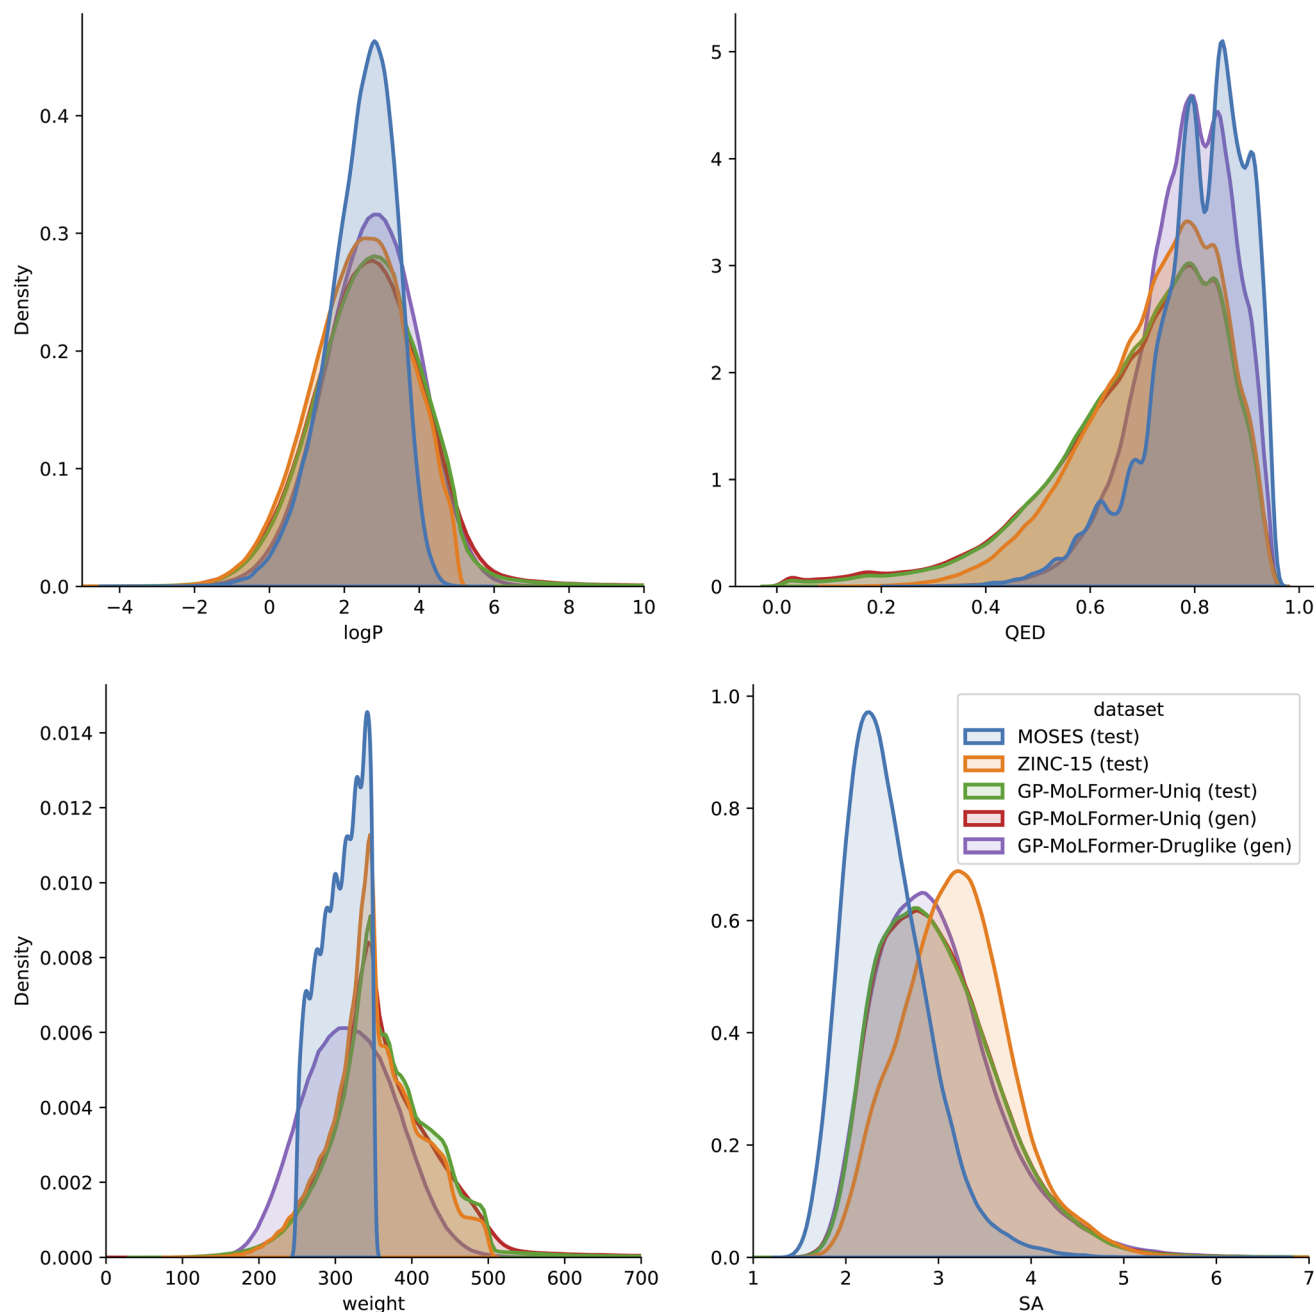 Density
0.4
0.3
0.2
0.1
0.0
−4 −2 0 2 4 6 8 10
logP
5
4
3
2
1
0
0.0 0.2 0.4 0.6 0.8 1.0
QED
Density
0.014
0.012
0.010
0.008
0.006
0.004
0.002
0.000
0 100 200 300 400 500 600 700
weight
1.0
0.8
0.6
0.4
0.2
0.0
dataset
MOSES (test)
ZINC-15 (test)
GP-MoLFormer-Uniq (test)
GP-MoLFormer-Uniq (gen)
GP-MoLFormer-Druglike (gen)
1 2 3 4 5 6 7
SA